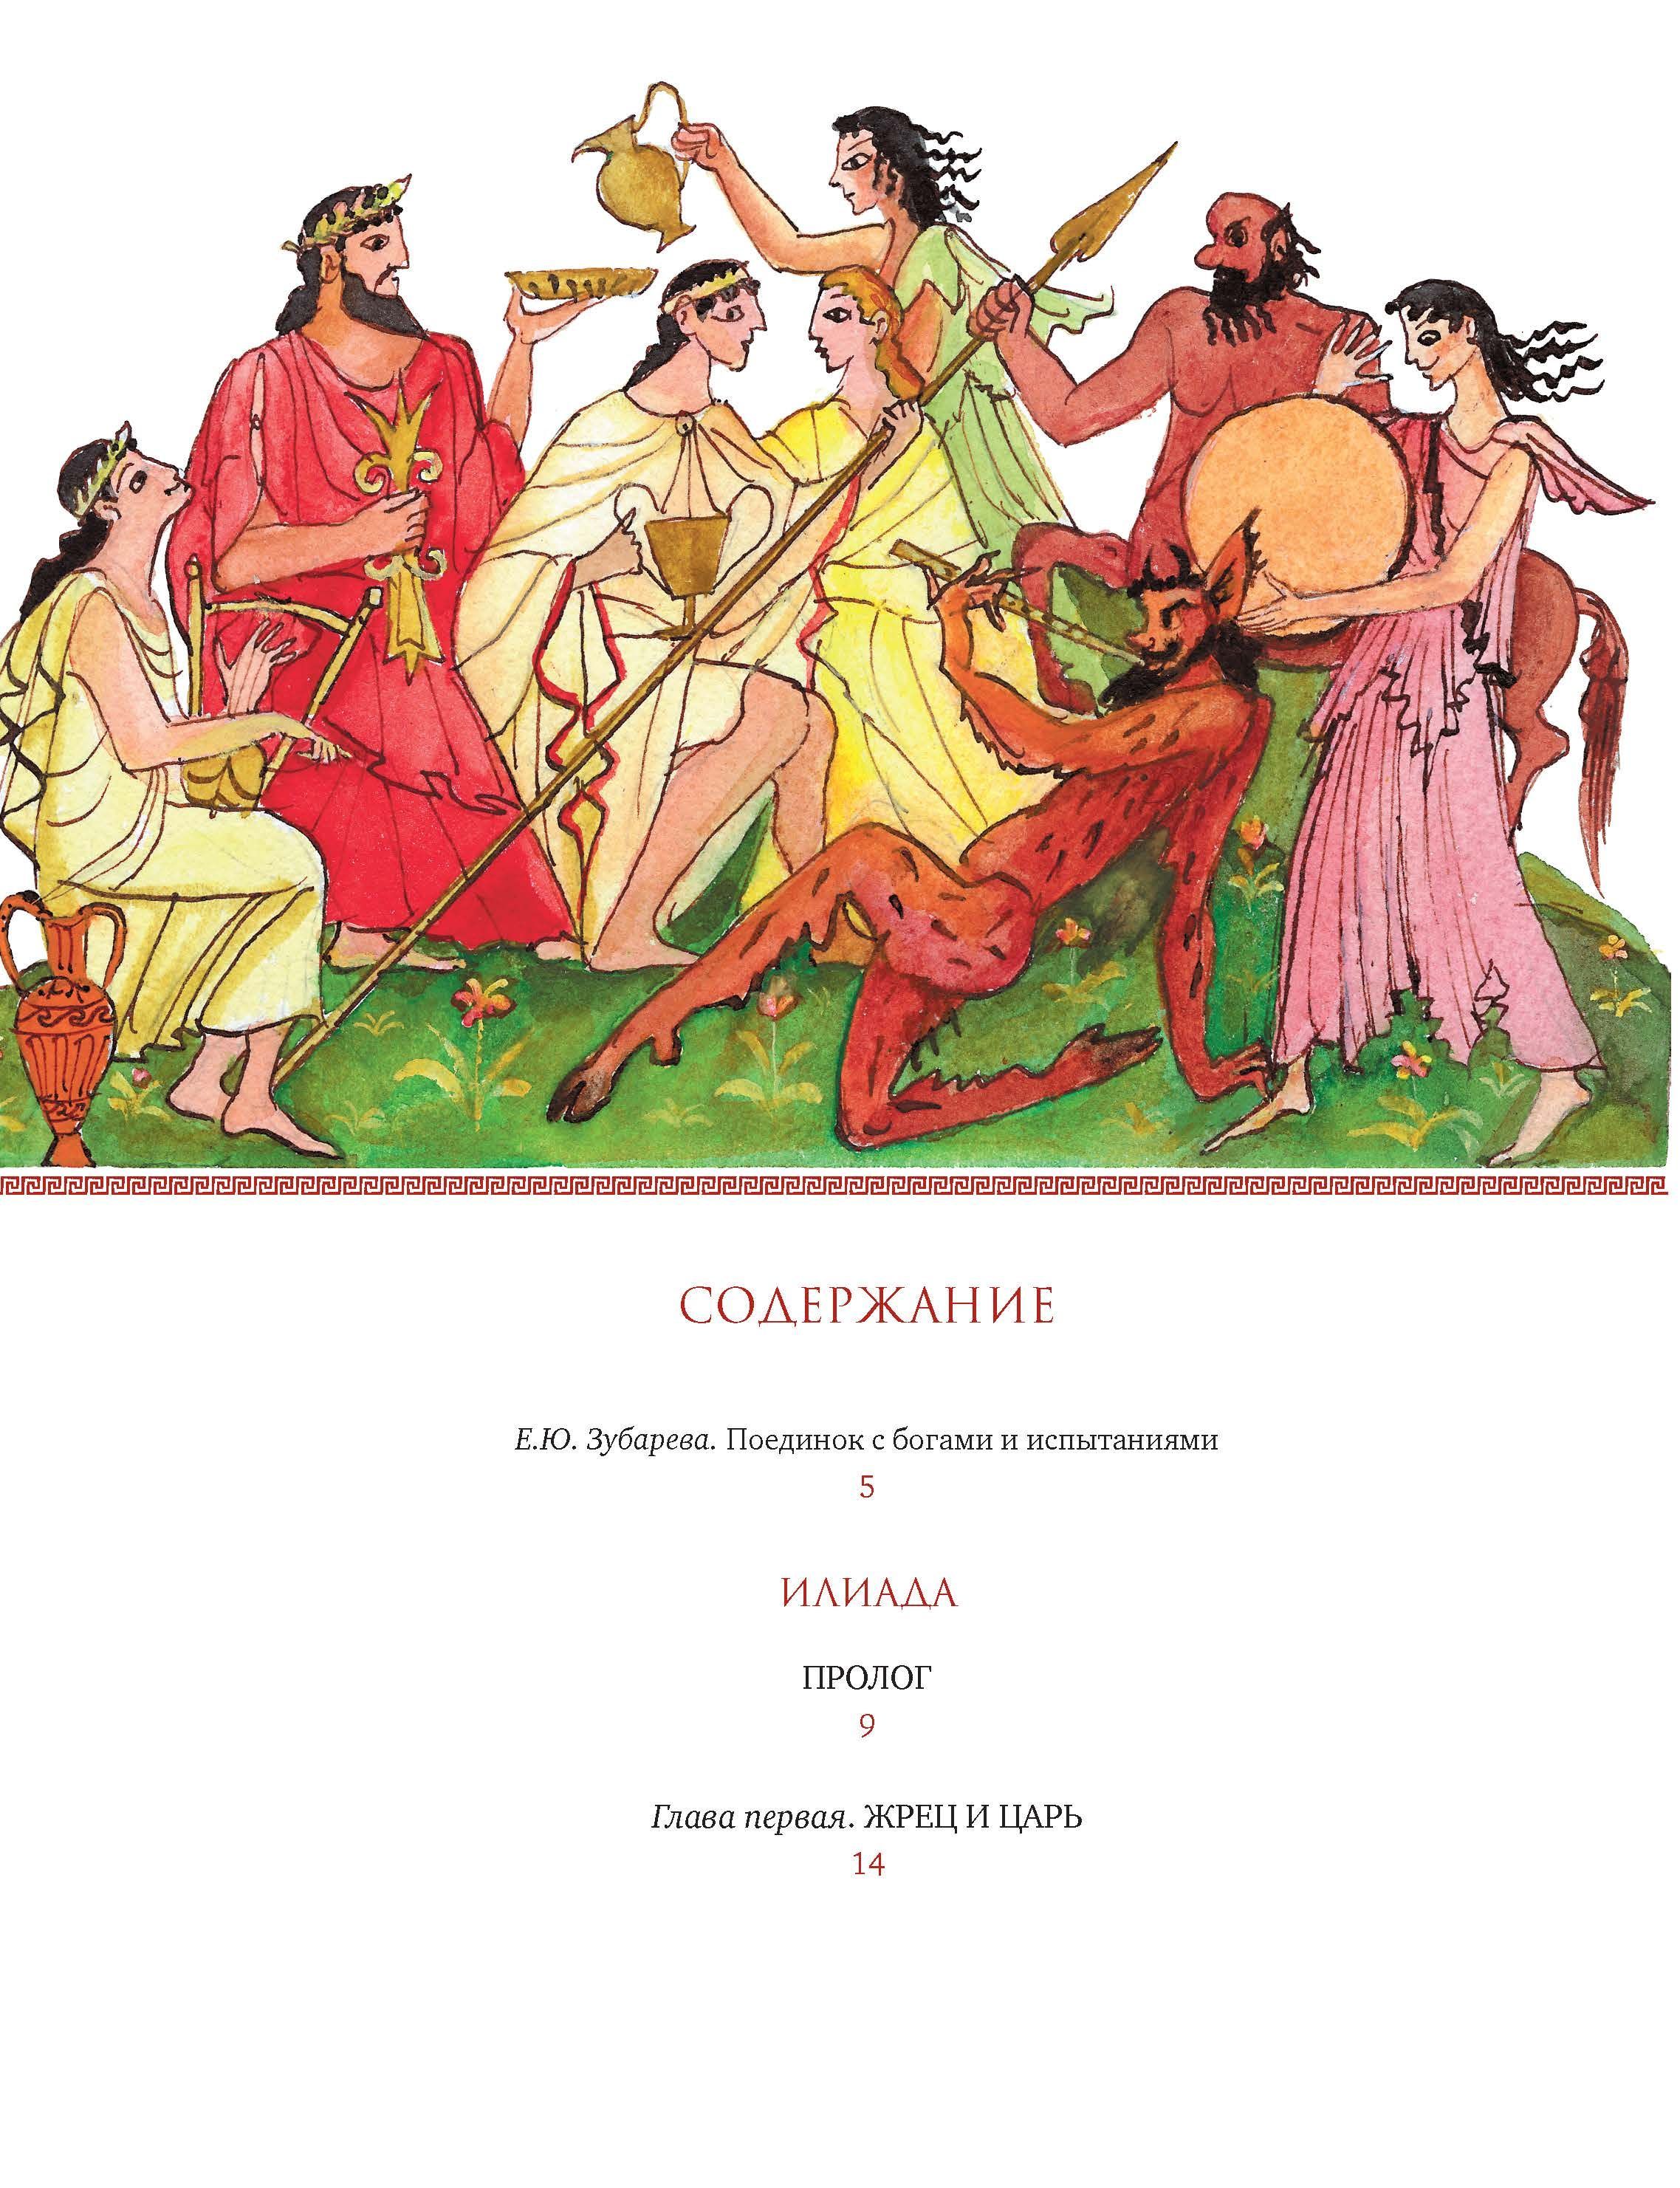 СОДЕРЖАНИЕ
Е.Ю. Зубарева. Поединок с богами и испытаниями
5
ИЛИАДА
ПРОЛОГ
9
Глава первая. ЖРЕЦ И ЦАРЬ
14